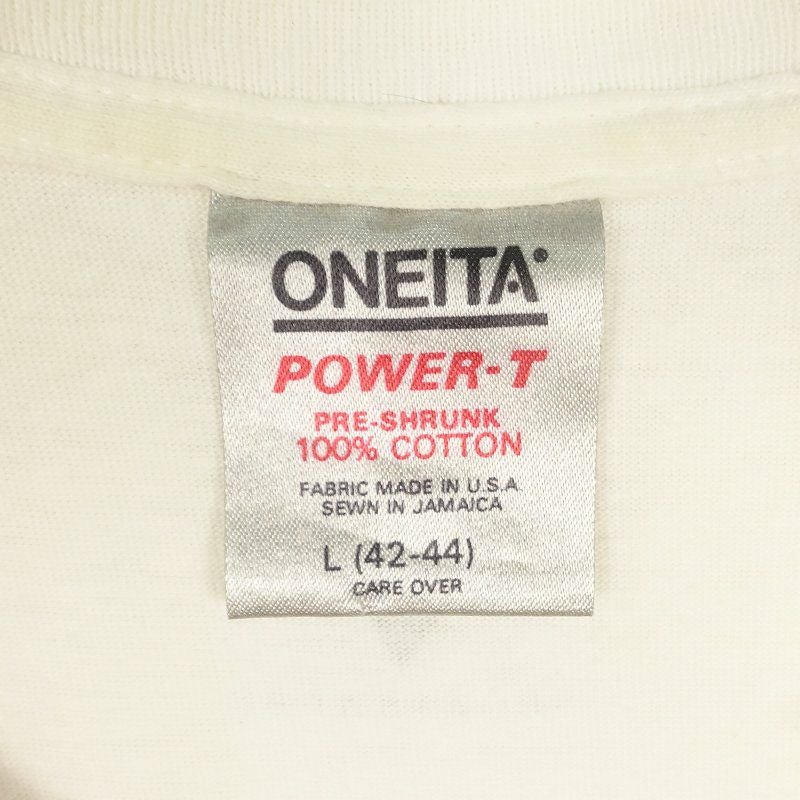 ONEITA®
POWER-T
PRE-SHRUNK
100% COTTON
FABRIC MADE IN U.S.A.
SEWN IN JAMAICA
L (42-44)
CARE OVER